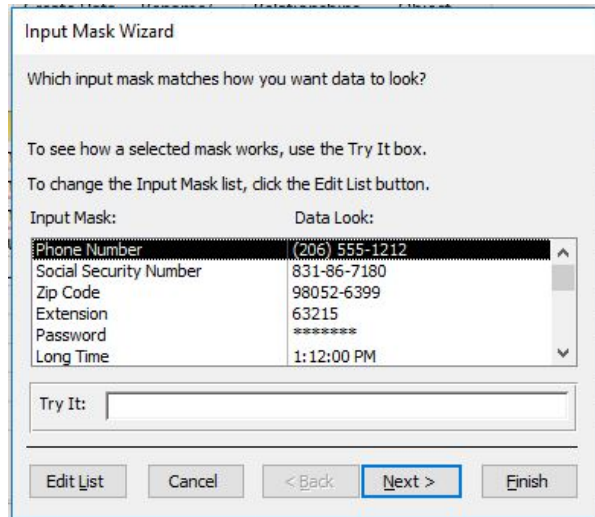 Input Mask Wizard
Which input mask matches how you want data to look?
To see how a selected mask works, use the Try It box.
To change the Input Mask list, click the Edit List button.
Input Mask: Data Look:
Phone Number (206) 555-1212
Social Security Number 831-86-7180
Zip Code 98052-6399
Extension 63215
Password *******
Long Time 1:12:00 PM
Try It:
Edit List Cancel < Back Next > Finish